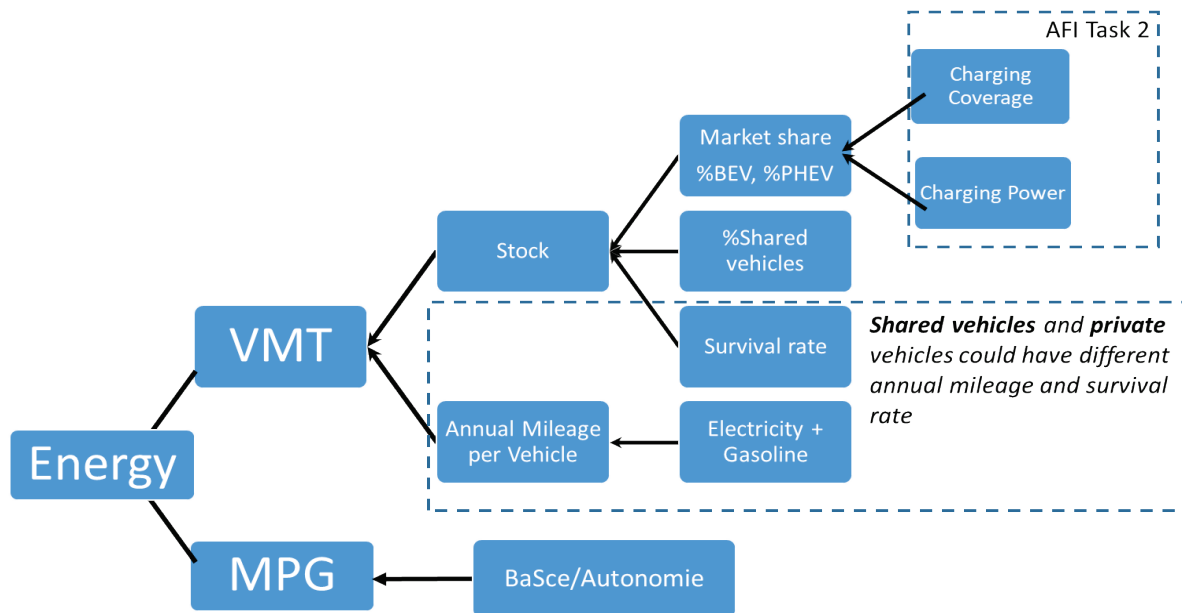 AFI Task 2
Charging
Coverage
Market share
%BEV, %PHEV
Charging Power
Stock
%Shared
vehicles
VMT
Survival rate
Shared vehicles and private
vehicles could have different
annual mileage and survival
rate
Annual Mileage
per Vehicle
Electricity +
Gasoline
Energy
MPG
BaSce/Autonomie